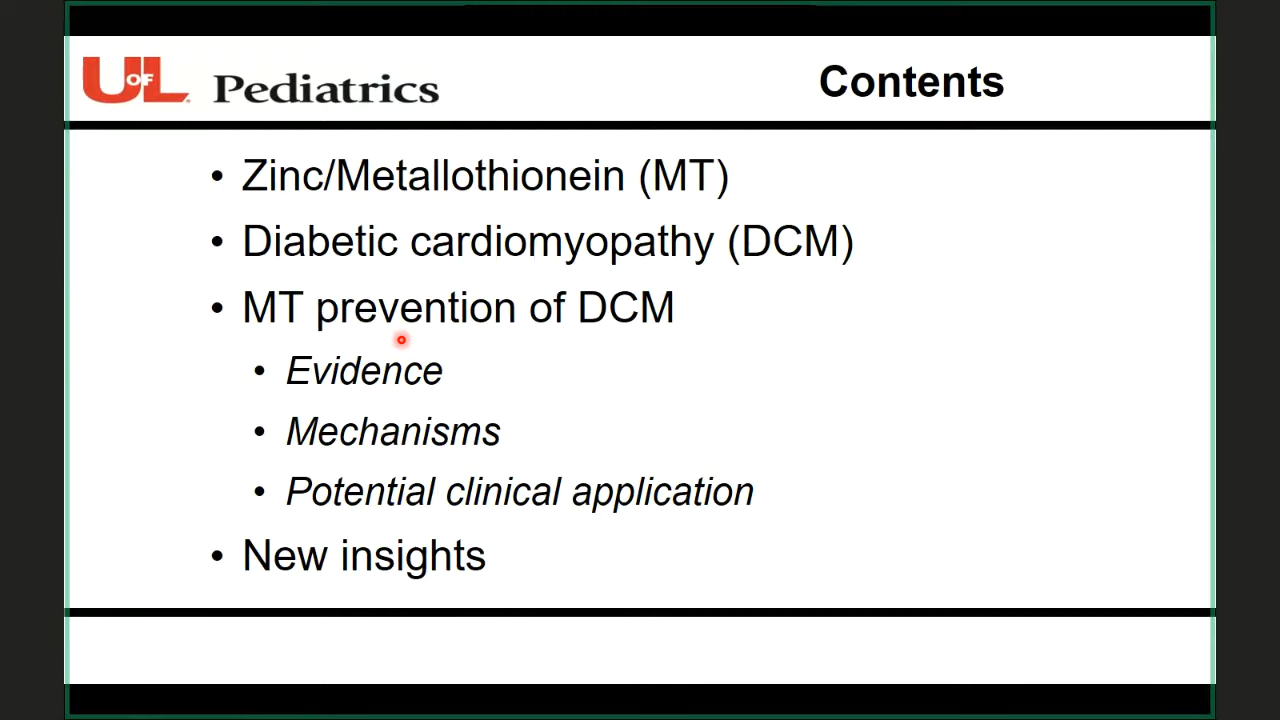 UOFL Pediatrics
Contents
• Zinc/Metallothionein (MT)
• Diabetic cardiomyopathy (DCM)
• MT prevention of DCM
• Evidence
• Mechanisms
• Potential clinical application
• New insights